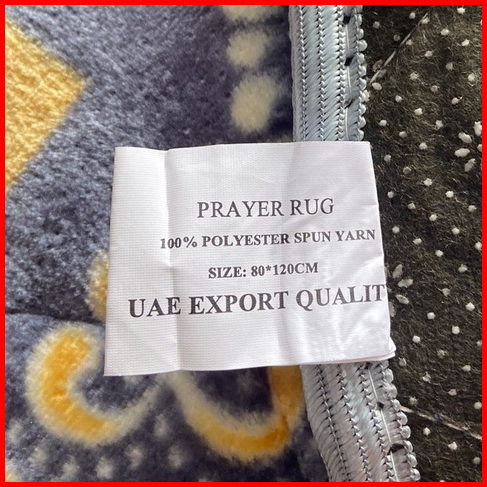 PRAYER RUG
100% POLYESTER SPUN YARN
SIZE: 80*120CM
UAE EXPORT QUALIT